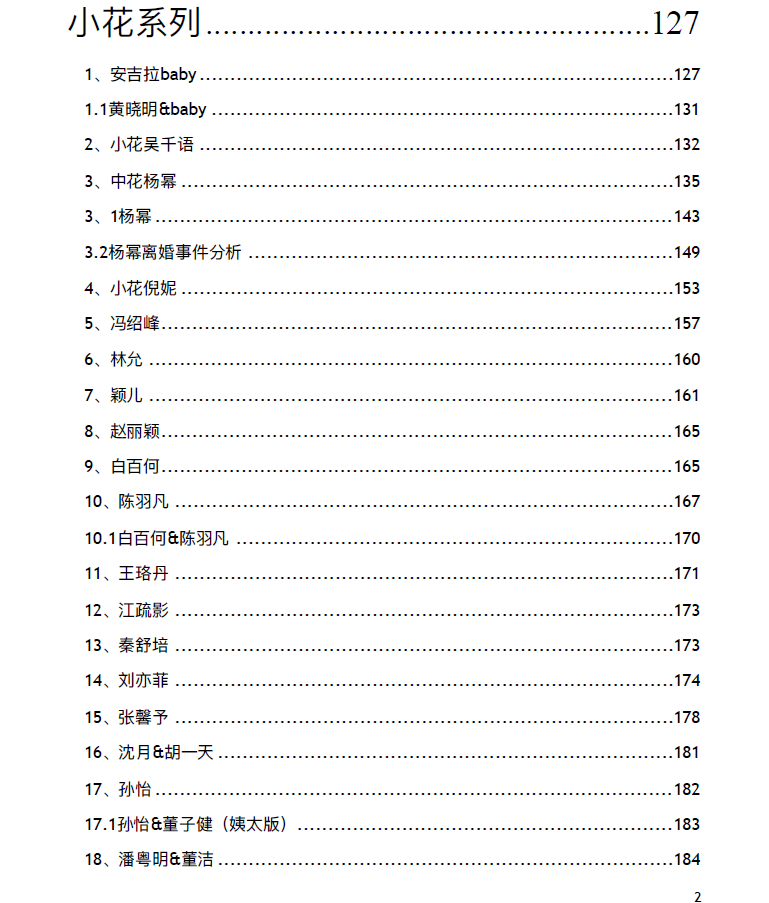 小花系列..................................................127
1、安吉拉baby..................................................127
1.1黄晓明&baby..................................................131
2、小花吴千语..................................................132
3、中花杨幂..................................................135
3、1杨幂..................................................143
3.2杨幂离婚事件分析..................................................149
4、小花倪妮..................................................153
5、冯绍峰..................................................157
6、林允..................................................160
7、颖儿..................................................161
8、赵丽颖..................................................165
9、白百何..................................................165
10、陈羽凡..................................................167
10.1白百何&陈羽凡..................................................170
11、王珞丹..................................................171
12、江疏影..................................................173
13、秦舒培..................................................173
14、刘亦菲..................................................174
15、张馨予..................................................178
16、沈月&胡一天..................................................181
17、孙怡..................................................182
17.1孙怡&董子健（姨太版）..................................................183
18、潘粤明&董洁..................................................184
2